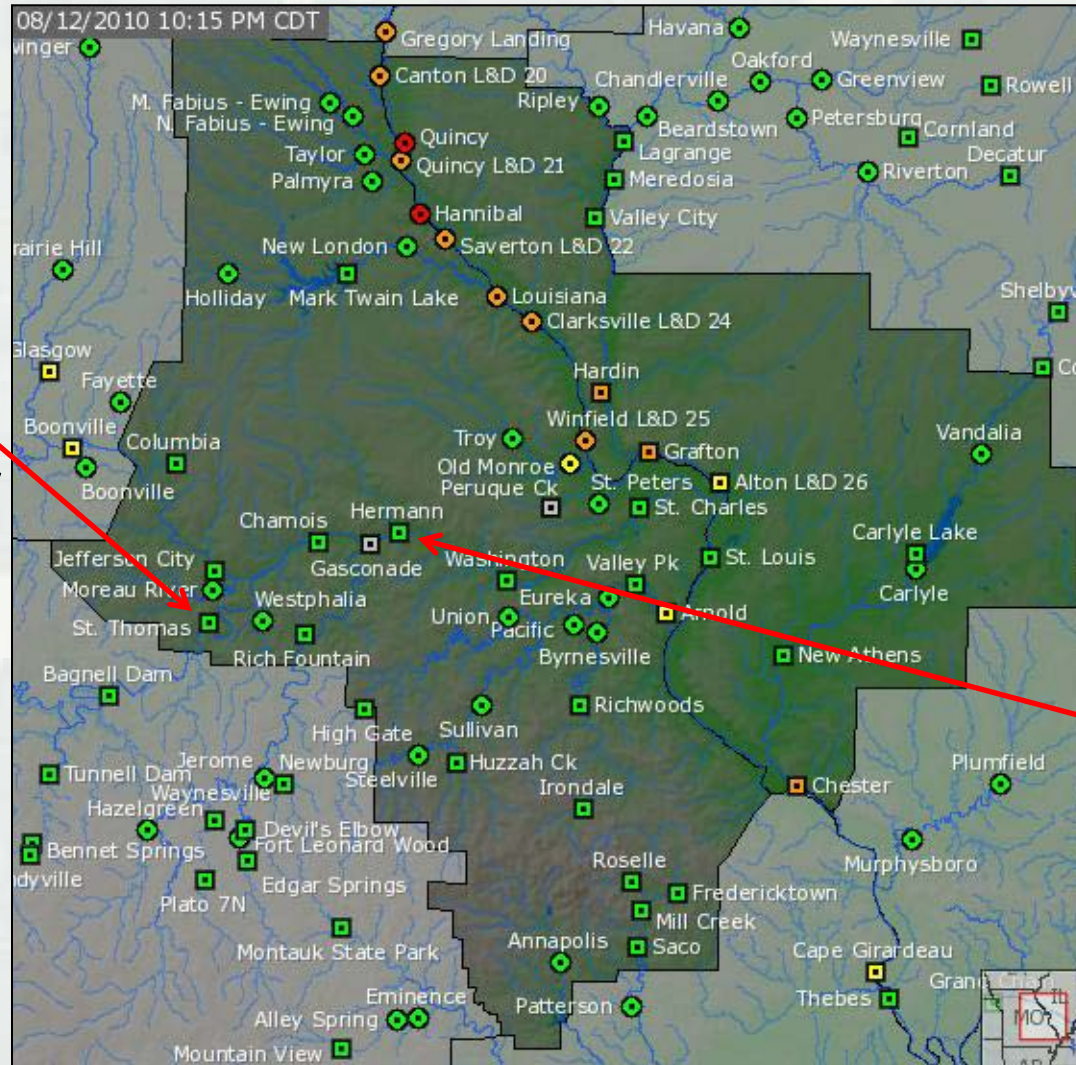 08/12/2010 10:15 PM CDT
Gregory Landing
Havana
Waynesville
Canton L&D 20
Oakford
Chandlerville
Greenview
Rowell
M. Fabius - Ewing
Ripley
N. Fabius - Ewing
Beardstown
Petersburg
Quincy
Cornland
Taylor
Lagrange
Decatur
Quincy L&D 21
Palmyra
Meredosia
Riverton
Hannibal
Valley City
New London
Saverton L&D 22
rairie Hill
Holliday
Mark Twain Lake
Louisiana
Clarksville L&D 24
Glasgow
Hardin
Fayette
Boonville
Winfield L&D 25
Columbia
Troy
Grafton
Vandalia
Boonville
Old Monroe
St. Peters
Alton L&D 26
Peruque Ck
St. Charles
Chamois
Hermann
Carlyle Lake
Jefferson City
Gasconade
Washington
Valley Pk
St. Louis
Moreau River
Westphalia
Eureka
Carlyle
St. Thomas
Union
Pacific
Arnold
Rich Fountain
Byrnesville
New Athens
Bagnell Dam
High Gate
Sullivan
Richwoods
Tunnell Dam
Jerome
Newburg
Steelville
Huzzah Ck
Plumfield
Waynesville
Irondale
Chester
Hazelgreen
Devil's Elbow
Fort Leonard Wood
Bennet Springs
Murphysboro
Edgar Springs
Roselle
Plato 7N
Fredericktown
Mill Creek
Montauk State Park
Annapolis
Saco
Cape Girardeau
Eminence
Patterson
Thebes
Alley Spring
MO
Mountain View